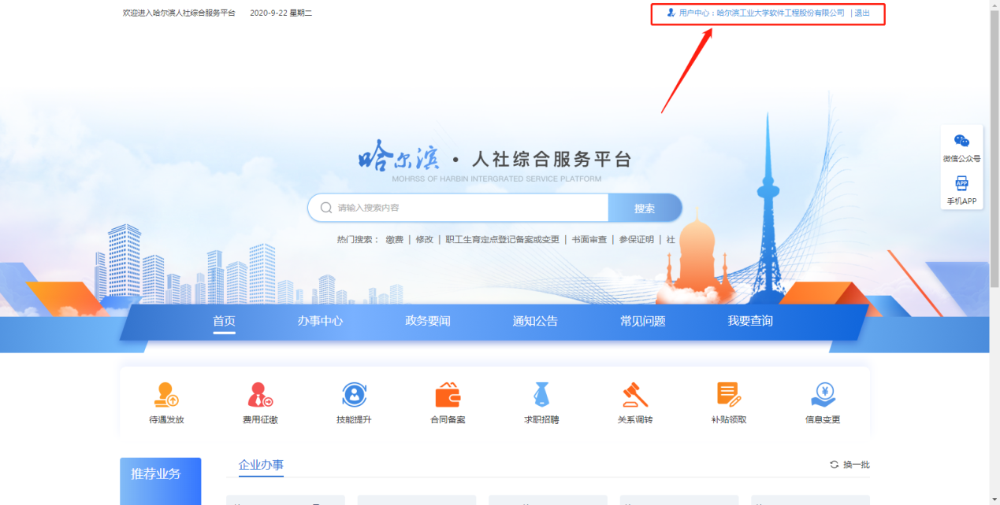 欢迎进入哈尔滨人社综合服务平台 2020-9-22 星期二
用户中心：哈尔滨工业大学软件工程股份有限公司 | 退出
哈尔滨·人社综合服务平台
MOHRSS OF HARBIN INTERGRATED SERVICE PLATFORM
请输入搜索内容 搜索
热门搜索： 缴费 | 修改 | 职工生育定点登记备案或变更 | 书面审查 | 参保证明 | 社
微信公众号
APP
手机APP
首页 办事中心 政务要闻 通知公告 常见问题 我要查询
待遇发放 费用征缴 技能提升 合同备案 求职招聘 关系调转 补贴领取 信息变更
推荐业务 企业办事 换一批